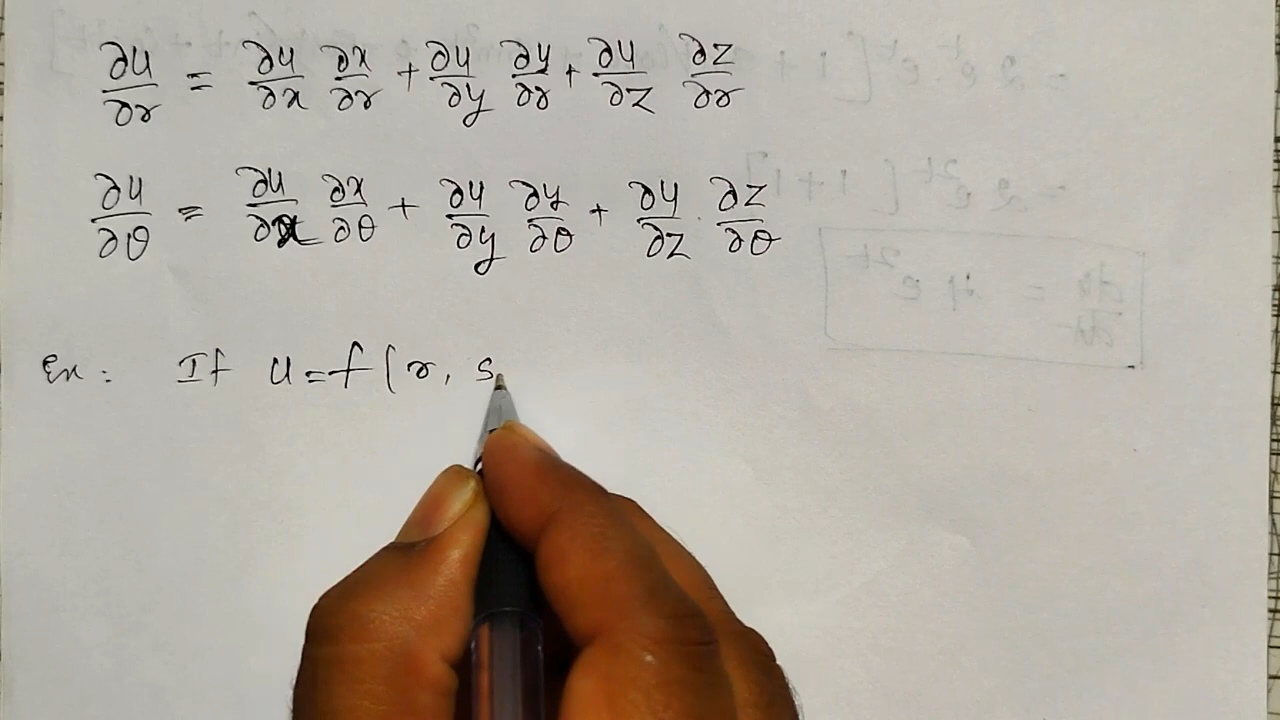 ∂u/∂r = ∂u/∂x ∂x/∂r + ∂u/∂y ∂y/∂r + ∂u/∂z ∂z/∂r
∂u/∂θ = ∂u/∂x ∂x/∂θ + ∂u/∂y ∂y/∂θ + ∂u/∂z . ∂z/∂θ
Ex : If u = f ( r, s